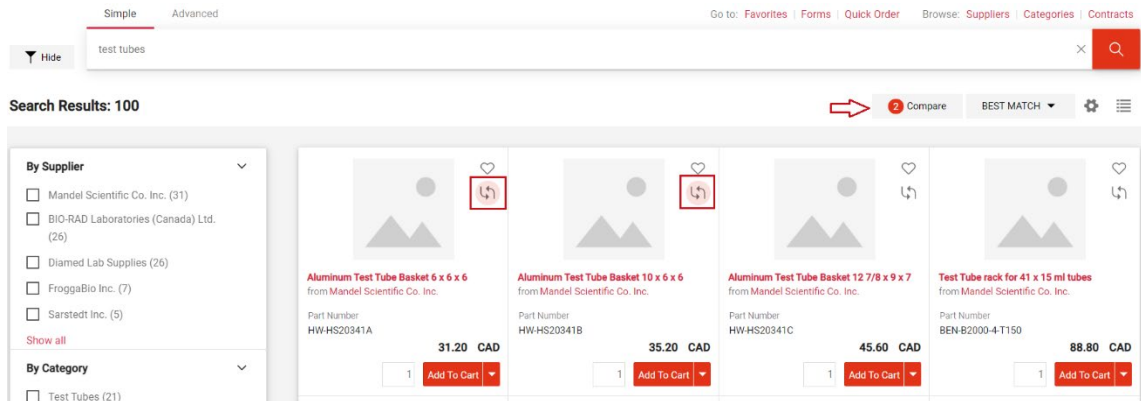 Simple Advanced Go to: Favorites | Forms | Quick Order Browse: Suppliers | Categories | Contracts
Hide test tubes
Search Results: 100 2 Compare BEST MATCH
By Supplier
Mandel Scientific Co. Inc. (31)
BIO-RAD Laboratories (Canada) Ltd.
(26)
Diamed Lab Supplies (26)
FroggaBio Inc. (7)
Sarstedt Inc. (5)
Show all
By Category
Test Tubes (21)
Aluminum Test Tube Basket 6 x 6 x 6
from Mandel Scientific Co. Inc.
Part Number
HW-HS20341A
31.20 CAD
1 Add To Cart
Aluminum Test Tube Basket 10 x 6 x 6
from Mandel Scientific Co. Inc.
Part Number
HW-HS20341B
35.20 CAD
1 Add To Cart
Aluminum Test Tube Basket 12 7/8 x 9 x 7
from Mandel Scientific Co. Inc.
Part Number
HW-HS20341C
45.60 CAD
1 Add To Cart
Test Tube rack for 41 x 15 ml tubes
from Mandel Scientific Co. Inc.
Part Number
BEN-B2000-4-T150
88.80 CAD
1 Add To Cart